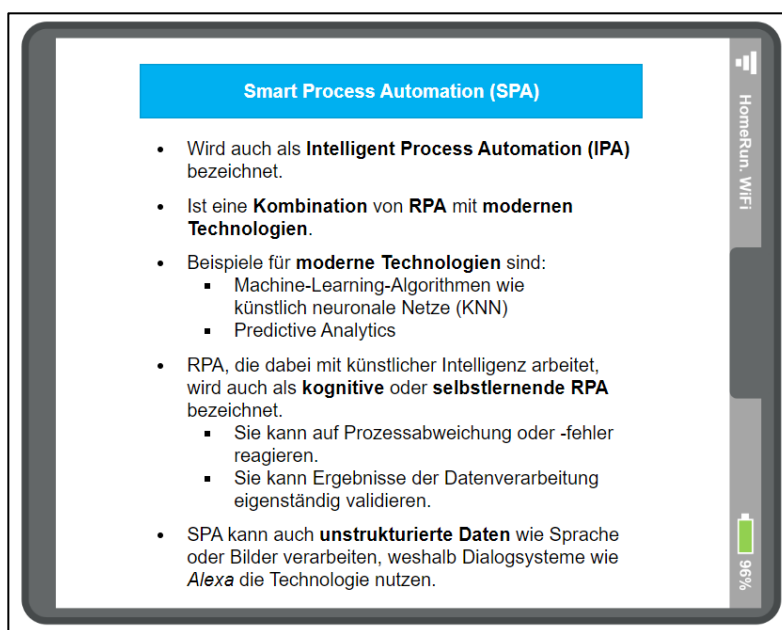 Smart Process Automation (SPA)
• Wird auch als Intelligent Process Automation (IPA)
bezeichnet.
• Ist eine Kombination von RPA mit modernen
Technologien.
• Beispiele für moderne Technologien sind:
▪ Machine-Learning-Algorithmen wie
künstlich neuronale Netze (KNN)
▪ Predictive Analytics
• RPA, die dabei mit künstlicher Intelligenz arbeitet,
wird auch als kognitive oder selbstlernende RPA
bezeichnet.
▪ Sie kann auf Prozessabweichung oder -fehler
reagieren.
▪ Sie kann Ergebnisse der Datenverarbeitung
eigenständig validieren.
• SPA kann auch unstrukturierte Daten wie Sprache
oder Bilder verarbeiten, weshalb Dialogsysteme wie
Alexa die Technologie nutzen.
HomeRun. WiFi
96%